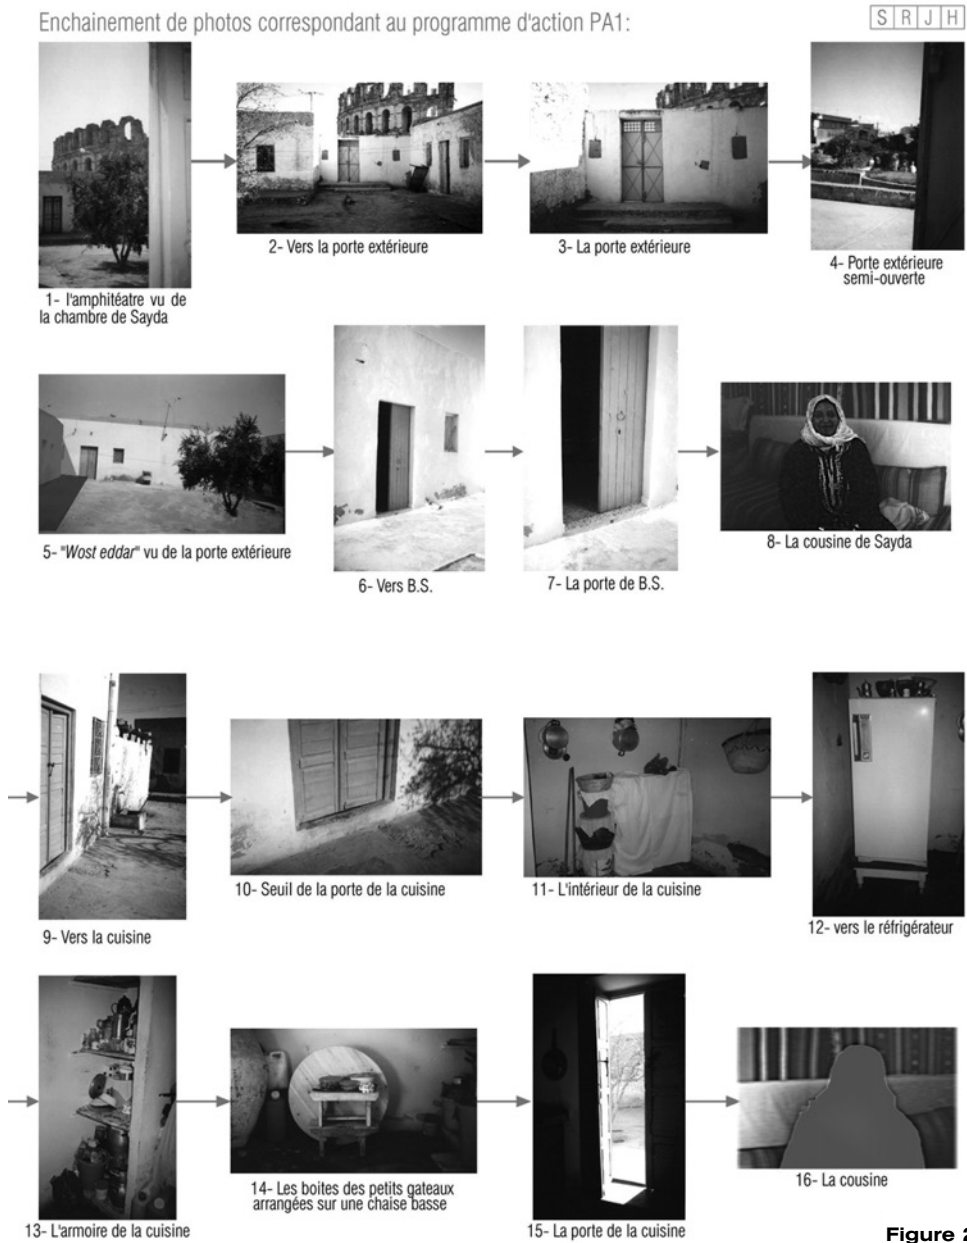 Enchainement de photos correspondant au programme d'action PA1:
S R J H
1- l'amphitéatre vu de
la chambre de Sayda
2- Vers la porte extérieure
3- La porte extérieure
4- Porte extérieure
semi-ouverte
5- "Wost eddar" vu de la porte extérieure
6- Vers B.S.
7- La porte de B.S.
8- La cousine de Sayda
9- Vers la cuisine
10- Seuil de la porte de la cuisine
11- L'intérieur de la cuisine
12- vers le réfrigérateur
13- L'armoire de la cuisine
14- Les boites des petits gateaux
arrangées sur une chaise basse
15- La porte de la cuisine
16- La cousine
Figure 2